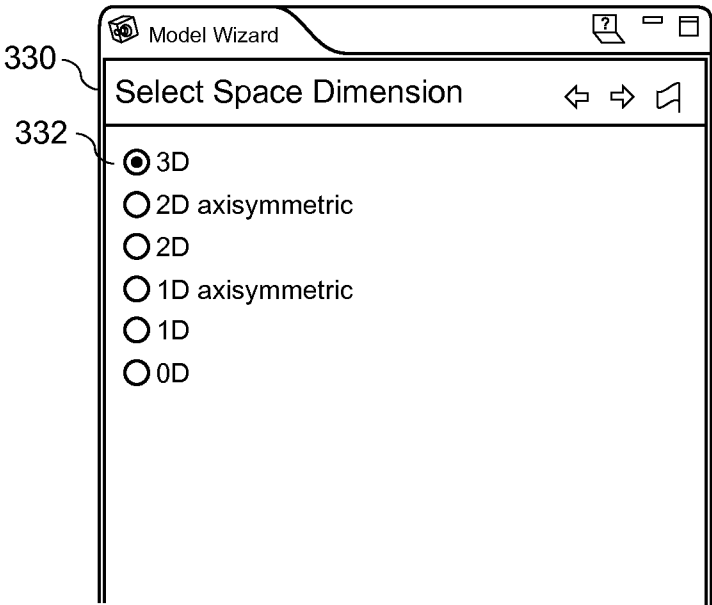 Model Wizard ?
330
Select Space Dimension
332
3D
2D axisymmetric
2D
1D axisymmetric
1D
0D